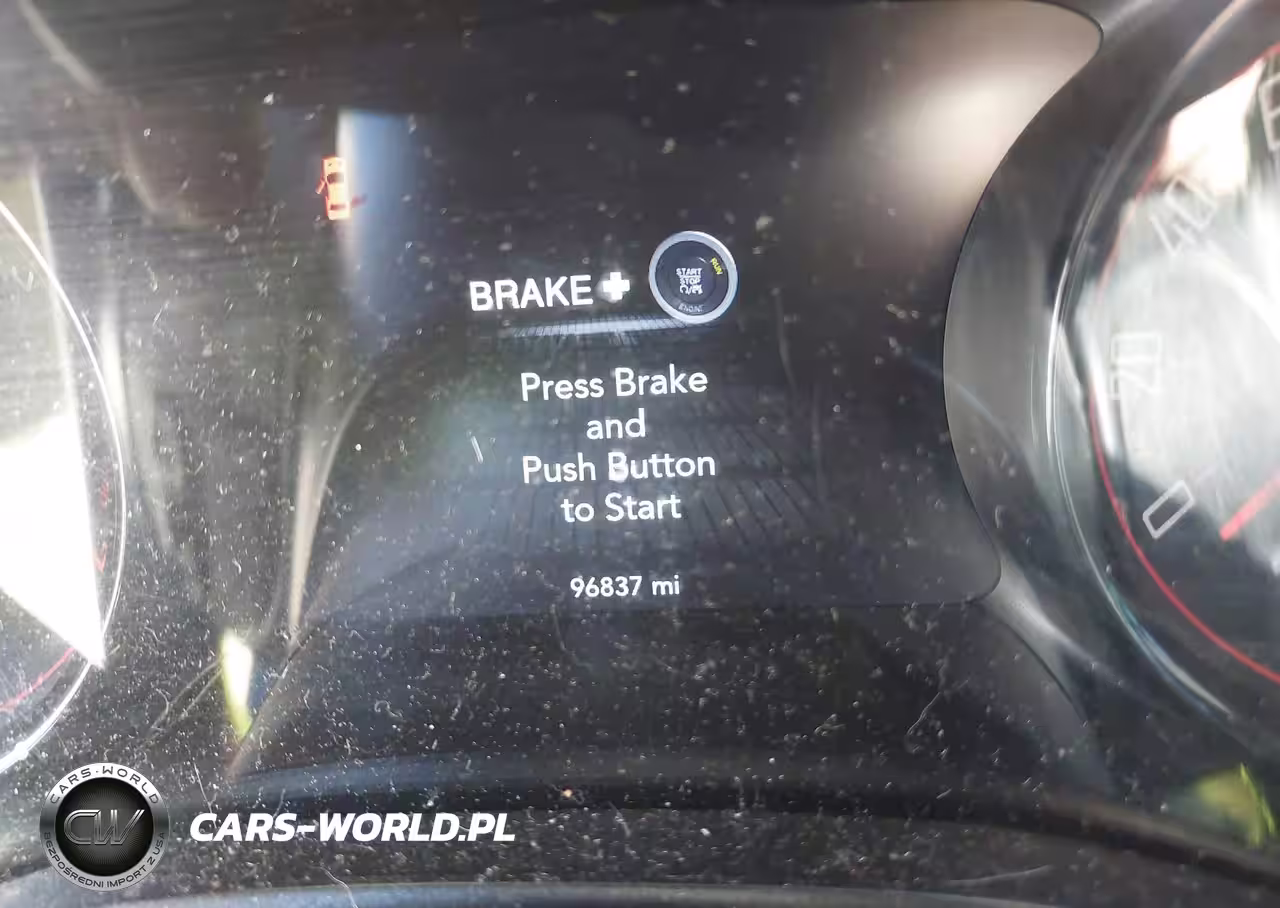 BRAKE +
START
STOP
RUN
ENGINE
Press Brake
and
Push Button
to Start
96837 mi
CARS-WORLD
CW
BEZPOŚREDNI IMPORT Z USA
CARS-WORLD.PL